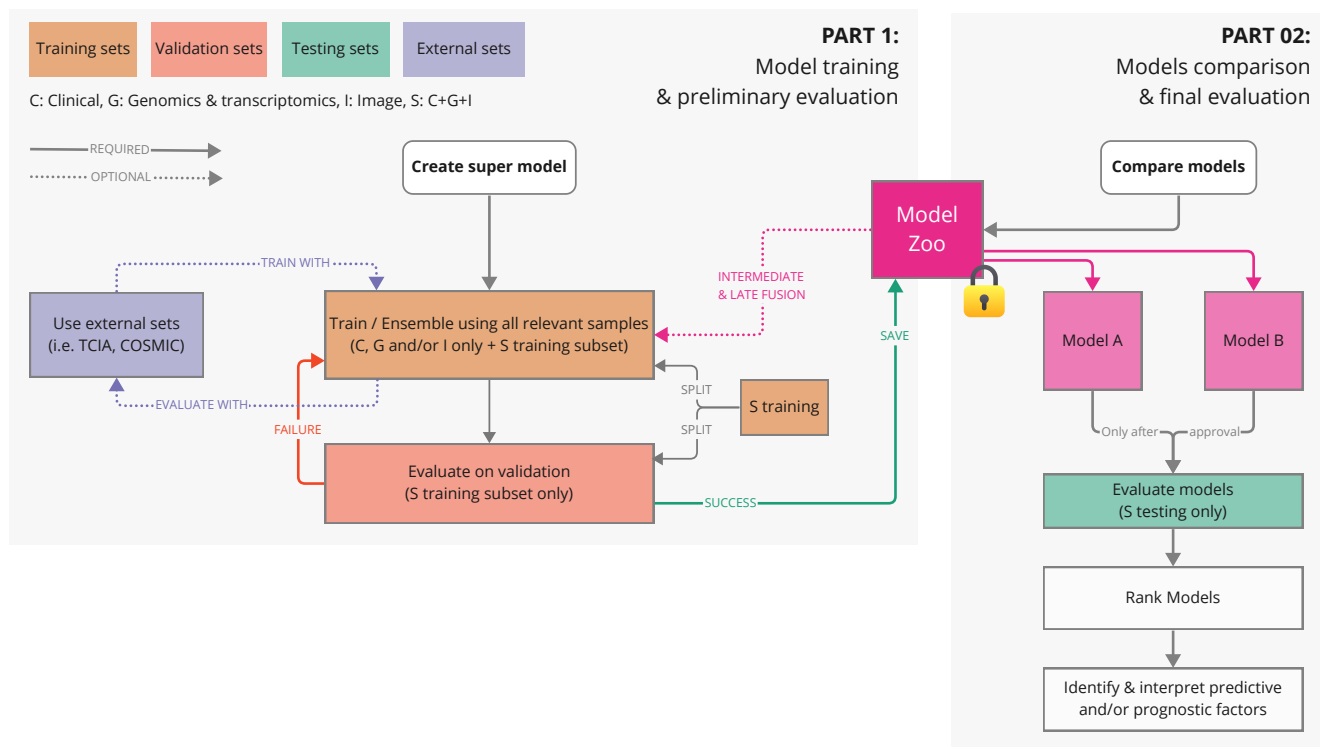 Training sets
Validation sets
Testing sets
External sets
C: Clinical, G: Genomics & transcriptomics, I: Image, S: C+G+I
REQUIRED
OPTIONAL
PART 1:
Model training
& preliminary evaluation
Create super model
TRAIN WITH
Use external sets
(i.e. TCIA, COSMIC)
EVALUATE WITH
Train / Ensemble using all relevant samples
(C, G and/or I only + S training subset)
FAILURE
SPLIT
SPLIT
S training
Evaluate on validation
(S training subset only)
SUCCESS
SAVE
INTERMEDIATE
& LATE FUSION
Model
Zoo
PART 02:
Models comparison
& final evaluation
Compare models
Model A
Model B
Only after
approval
Evaluate models
(S testing only)
Rank Models
Identify & interpret predictive
and/or prognostic factors